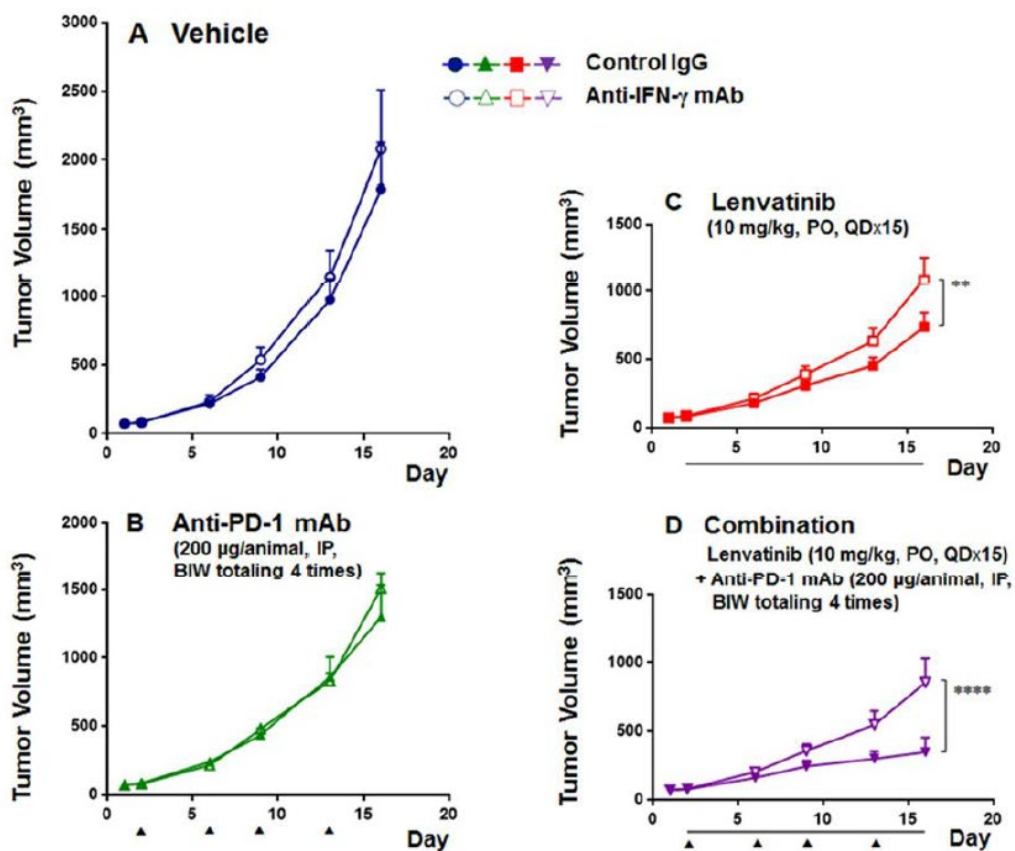 A Vehicle
Control IgG
Anti-IFN-γ mAb
Tumor Volume (mm³)
3000
2500
2000
1500
1000
500
0
0 5 10 15 20
Day
C Lenvatinib
(10 mg/kg, PO, QDx15)
Tumor Volume (mm³)
1500
1000
500
0
**
0 5 10 15 20
Day
B Anti-PD-1 mAb
(200 µg/animal, IP,
BIW totaling 4 times)
Tumor Volume (mm³)
2000
1500
1000
500
0
0 5 10 15 20
Day
D Combination
Lenvatinib (10 mg/kg, PO, QDx15)
+ Anti-PD-1 mAb (200 µg/animal, IP,
BIW totaling 4 times)
Tumor Volume (mm³)
1000
500
0
****
0 5 10 15 20
Day